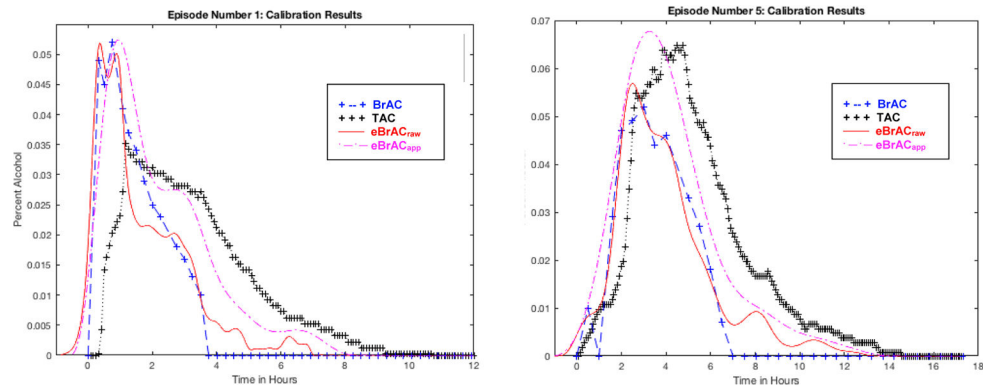 Episode Number 1: Calibration Results
Percent Alcohol
0.05
0.045
0.04
0.035
0.03
0.025
0.02
0.015
0.01
0.005
0
0 2 4 6 8 10 12
Time in Hours
BrAC
TAC
eBrACraw
eBrACapp
Episode Number 5: Calibration Results
0.07
0.06
0.05
0.04
0.03
0.02
0.01
0
0 2 4 6 8 10 12 14 16 18
Time in Hours
BrAC
TAC
eBrACraw
eBrACapp